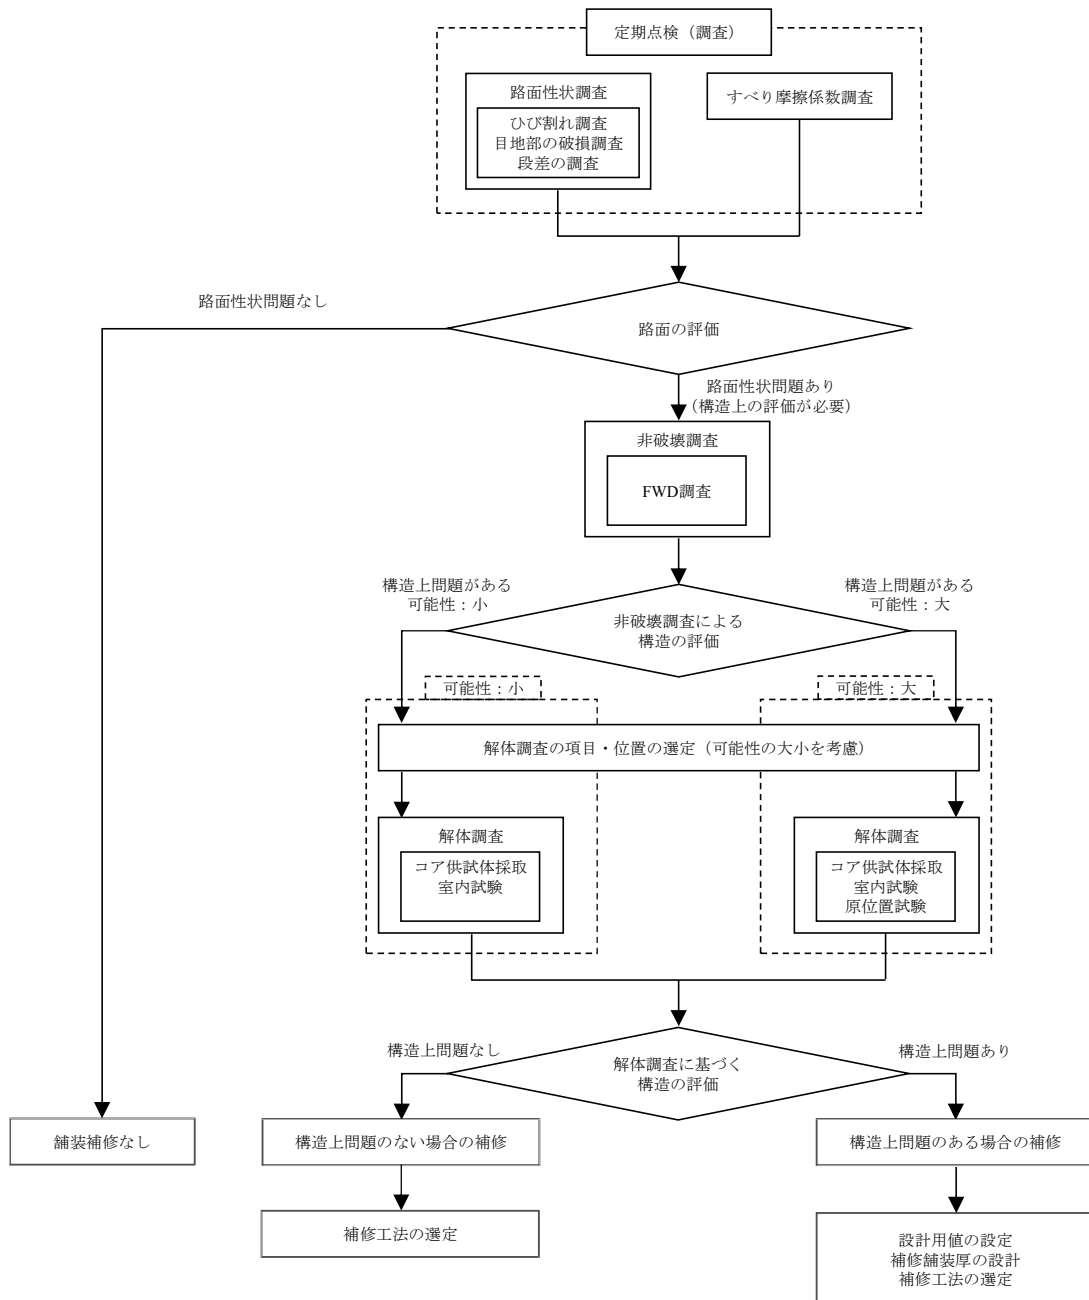 定期点検（調査）
路面性状調査
ひび割れ調査
目地部の破損調査
段差の調査
すべり摩擦係数調査
路面性状問題なし
路面の評価
路面性状問題あり
（構造上の評価が必要）
非破壊調査
FWD調査
構造上問題がある
可能性：小
構造上問題がある
可能性：大
非破壊調査による
構造の評価
可能性：小
可能性：大
解体調査の項目・位置の選定（可能性の大小を考慮）
解体調査
コア供試体採取
室内試験
解体調査
コア供試体採取
室内試験
原位置試験
構造上問題なし
構造上問題あり
解体調査に基づく
構造の評価
舗装補修なし
構造上問題のない場合の補修
構造上問題のある場合の補修
補修工法の選定
設計用値の設定
補修舗装厚の設計
補修工法の選定